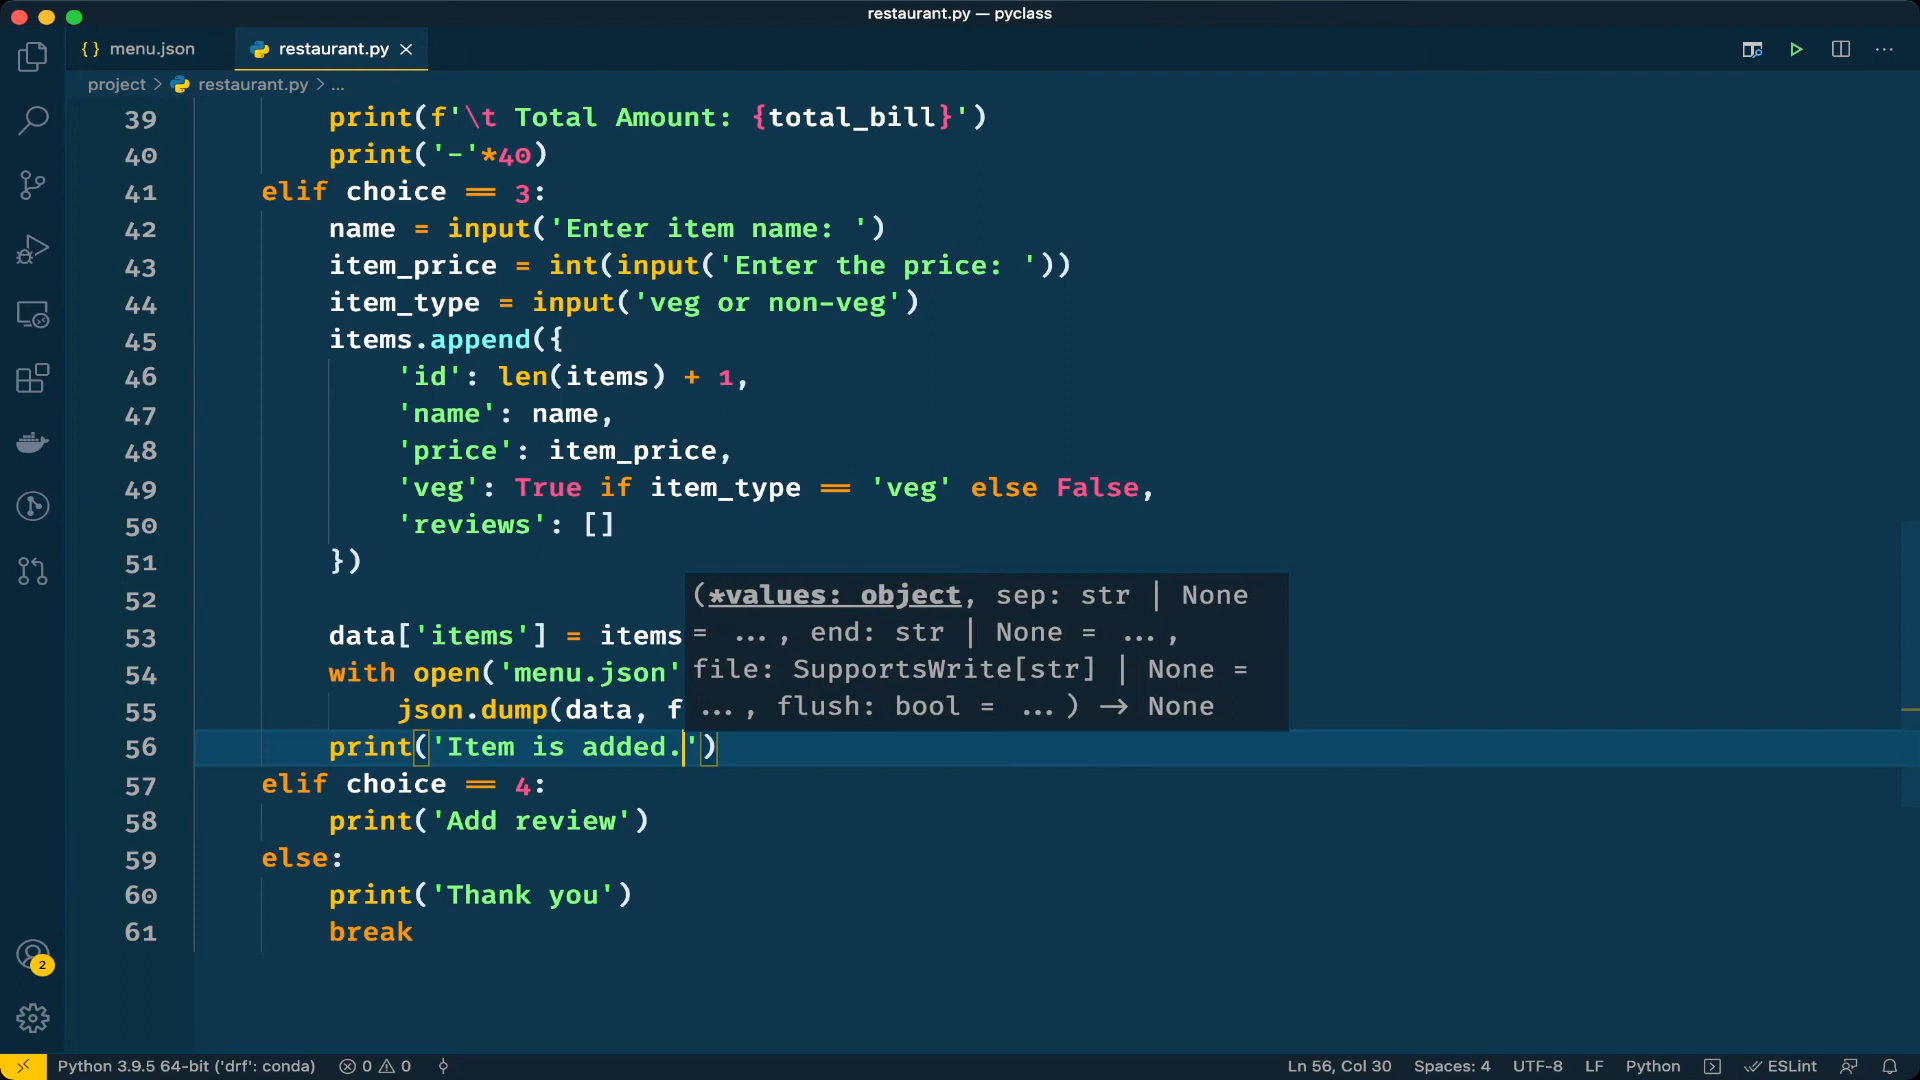 restaurant.py — pyclass
{ } menu.json restaurant.py ×
project > restaurant.py > ...
39 print(f'\t Total Amount: {total_bill}')
40 print('-'*40)
41 elif choice == 3:
42 name = input('Enter item name: ')
43 item_price = int(input('Enter the price: '))
44 item_type = input('veg or non-veg')
45 items.append({
46 'id': len(items) + 1,
47 'name': name,
48 'price': item_price,
49 'veg': True if item_type == 'veg' else False,
50 'reviews': []
51 })
52
(*values: object, sep: str | None
= ..., end: str | None = ...,
file: SupportsWrite[str] | None =
..., flush: bool = ...) -> None
53 data['items'] = items
54 with open('menu.json'
55 json.dump(data, f
56 print('Item is added.')
57 elif choice == 4:
58 print('Add review')
59 else:
60 print('Thank you')
61 break
2
Python 3.9.5 64-bit ('drf': conda) 0 0 Ln 56, Col 30 Spaces: 4 UTF-8 LF Python ESLint